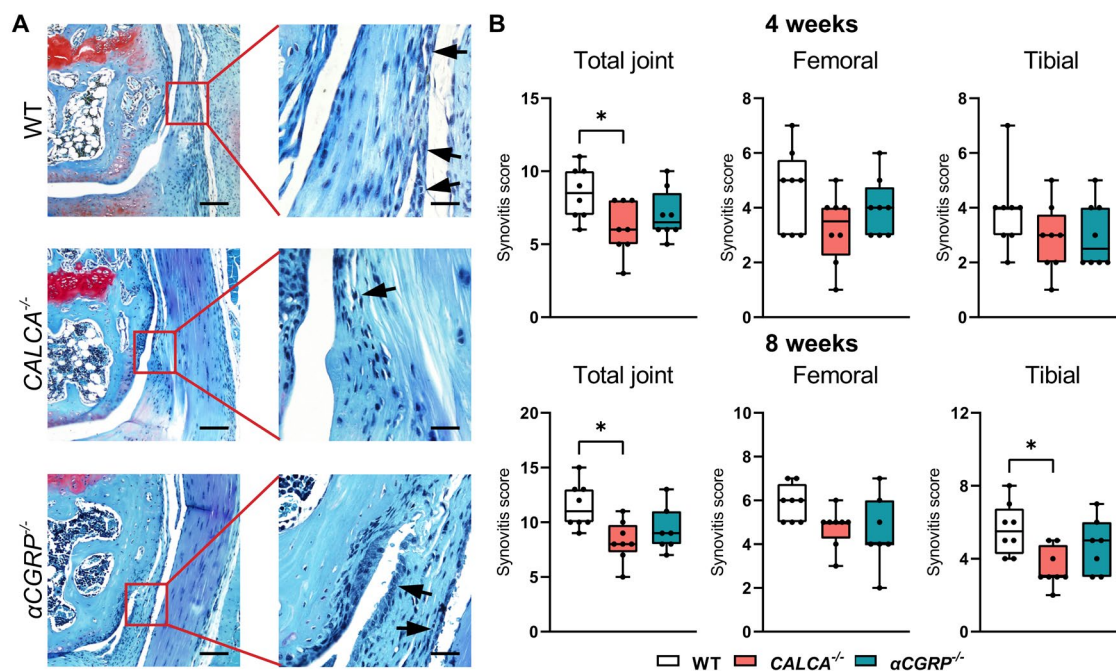 A
WT
CALCA-/-
αCGRP-/-
B
4 weeks
Total joint
Femoral
Tibial
Synovitis score
15
10
5
0
*
Synovitis score
8
6
4
2
0
Synovitis score
8
6
4
2
0
8 weeks
Total joint
Femoral
Tibial
Synovitis score
20
15
10
5
0
*
Synovitis score
10
8
6
4
2
0
Synovitis score
12
8
4
0
*
WT CALCA-/- αCGRP-/-